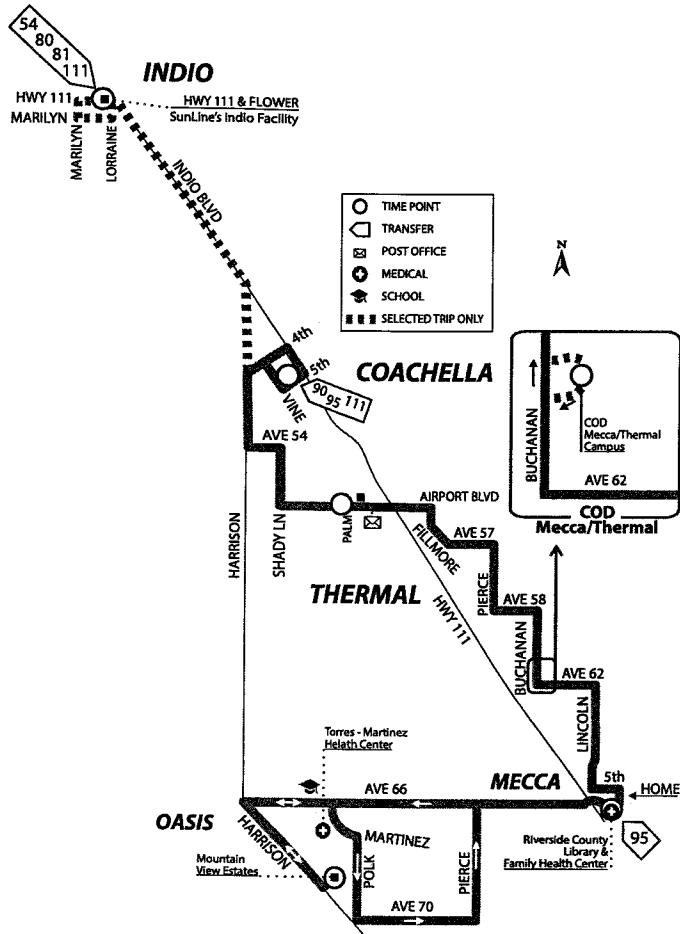 54
80
81
111
INDIO
HWY 111
MARILYN
MARILYN
LORRAINE
HWY 111 & FLOWER
SunLine's Indio Facility
INDIO BLVD
TIME POINT
TRANSFER
POST OFFICE
MEDICAL
SCHOOL
SELECTED TRIP ONLY
N
4th
5th
VINE
90
95
111
COACHELLA
BUCHANAN
COD
Mecca/Thermal
Campus
AVE 62
COD
Mecca/Thermal
AVE 54
HARRISON
SHADY LN
PALM
AIRPORT BLVD
FILLMORE
AVE 57
THERMAL
HWY 111
PIERCE
AVE 58
BUCHANAN
AVE 62
LINCOLN
Torres - Martinez
Helath Center
5th
HOME
AVE 66
MECCA
OASIS
HARRISON
MARTINEZ
Mountain
View Estates
POLK
PIERCE
AVE 70
Riverside County
Library &
Family Health Center
95